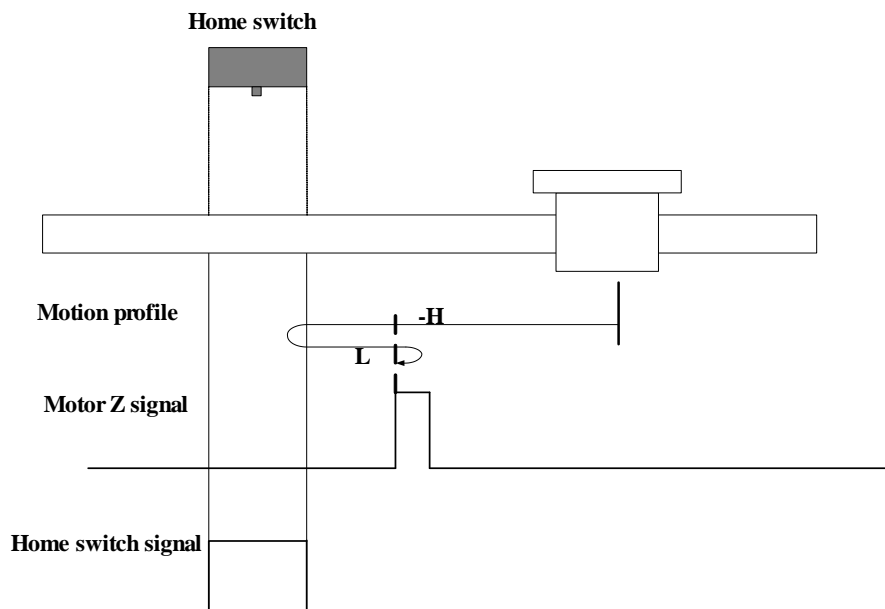 Home switch
Motion profile
-H
L
Motor Z signal
Home switch signal